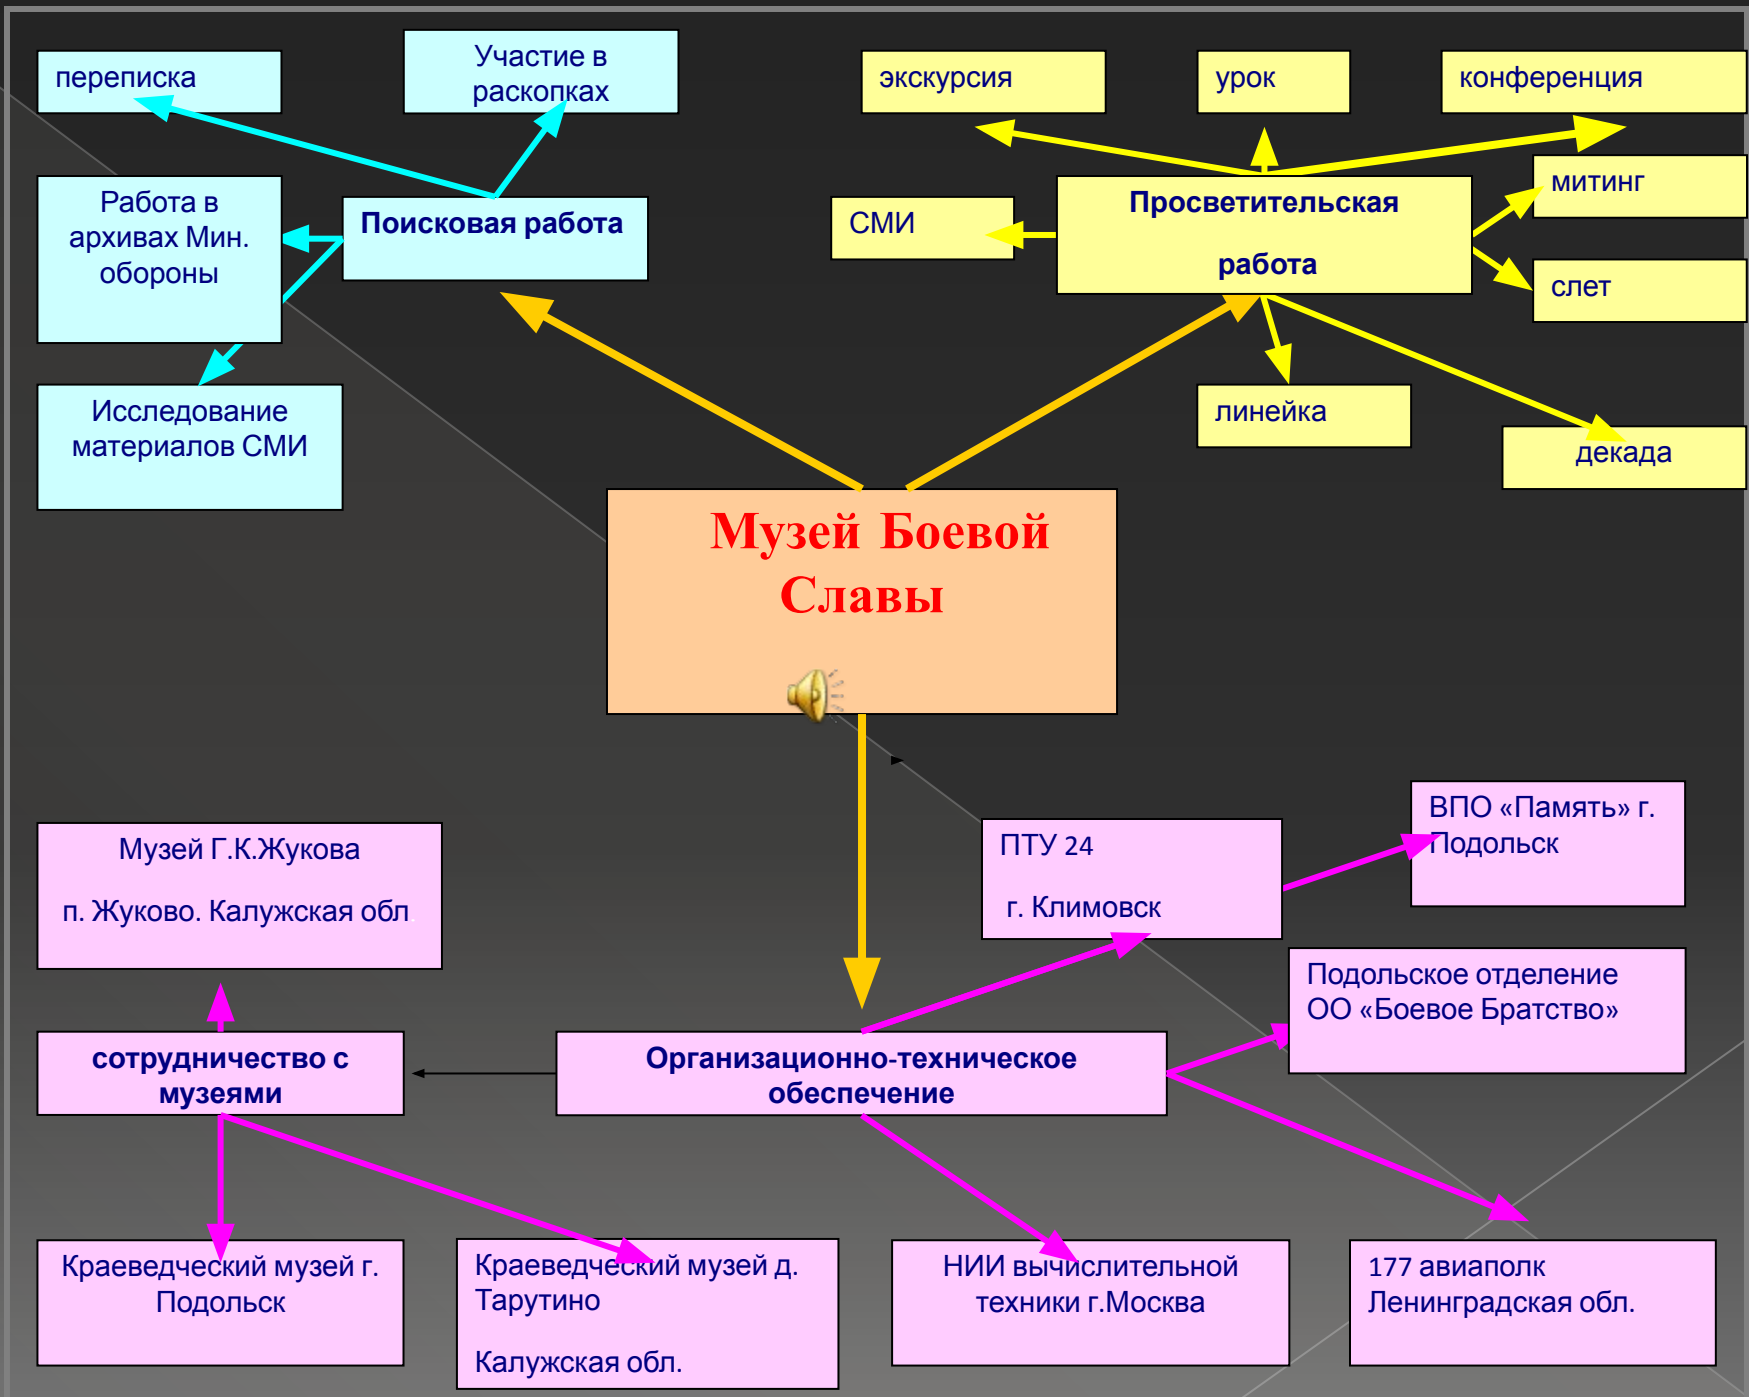 переписка
Участие в
раскопках
экскурсия
урок
конференция
Работа в
архивах Мин.
обороны
Поисковая работа
СМИ
Просветительская
работа
митинг
слет
Исследование
материалов СМИ
линейка
декада
Музей Боевой
Славы
Музей Г.К.Жукова
п. Жуково. Калужская обл.
ПТУ 24
г. Климовск
ВПО «Память» г.
Подольск
Подольское отделение
ОО «Боевое Братство»
сотрудничество с
музеями
Организационно-техническое
обеспечение
Краеведческий музей г.
Подольск
Краеведческий музей д.
Тарутино
Калужская обл.
НИИ вычислительной
техники г.Москва
177 авиаполк
Ленинградская обл.